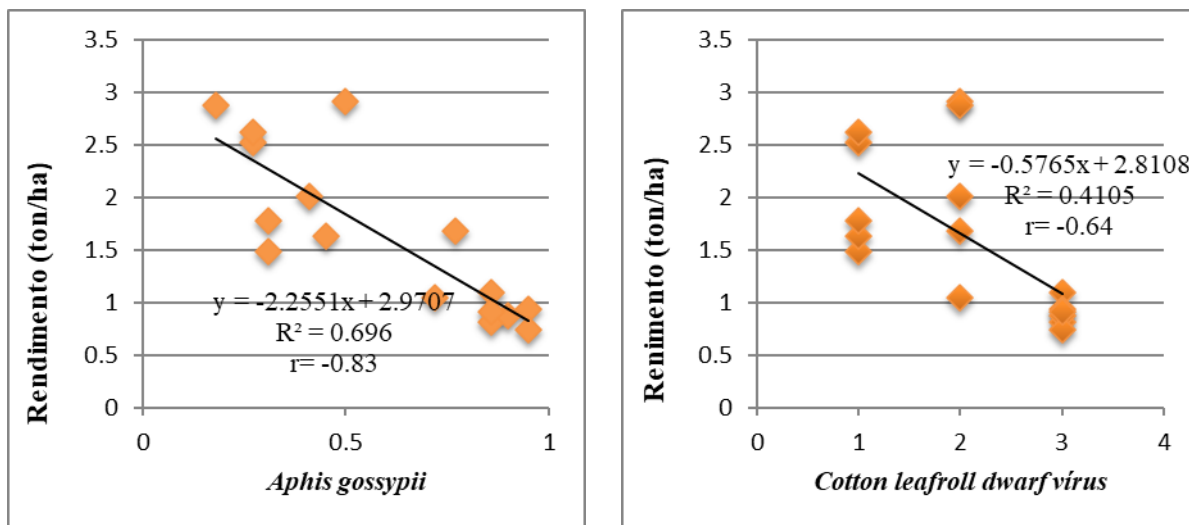 3.5
3
2.5
2
1.5
1
0.5
0
0
0.5
1
Rendimento (ton/ha)
y = -2.2551x + 2.9707
R² = 0.696
r= -0.83
Aphis gossypii
3.5
3
2.5
2
1.5
1
0.5
0
0
1
2
3
4
Renimento (ton/ha)
y = -0.5765x + 2.8108
R² = 0.4105
r= -0.64
Cotton leafroll dwarf vírus